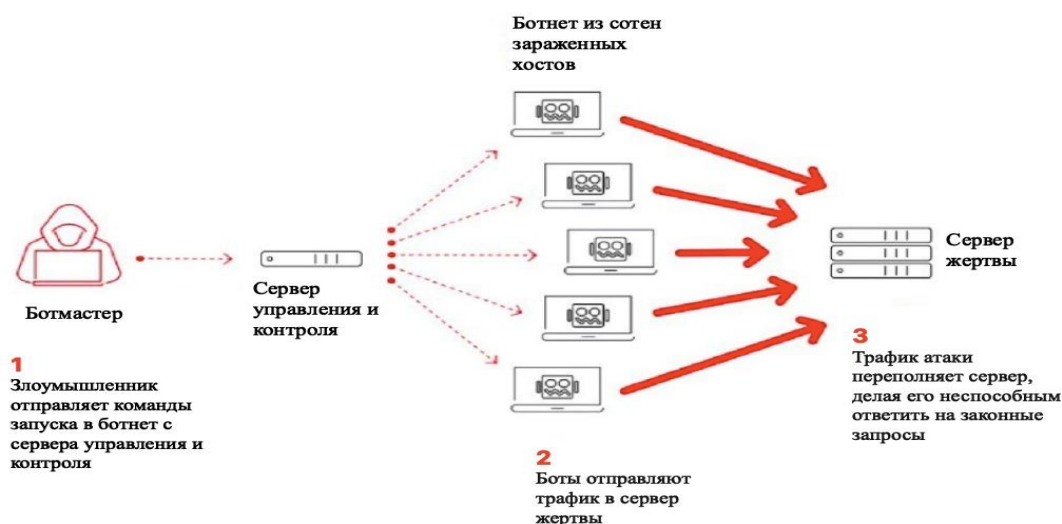 Ботнет из сотен
зараженных
хостов
Ботмастер
Сервер
управления и
контроля
Сервер
жертвы
1
Злоумышленник
отправляет команды
запуска в ботнет с
сервера управления и
контроля
2
Боты отправляют
трафик в сервер
жертвы
3
Трафик атаки
переполняет сервер,
делая его неспособным
ответить на законные
запросы